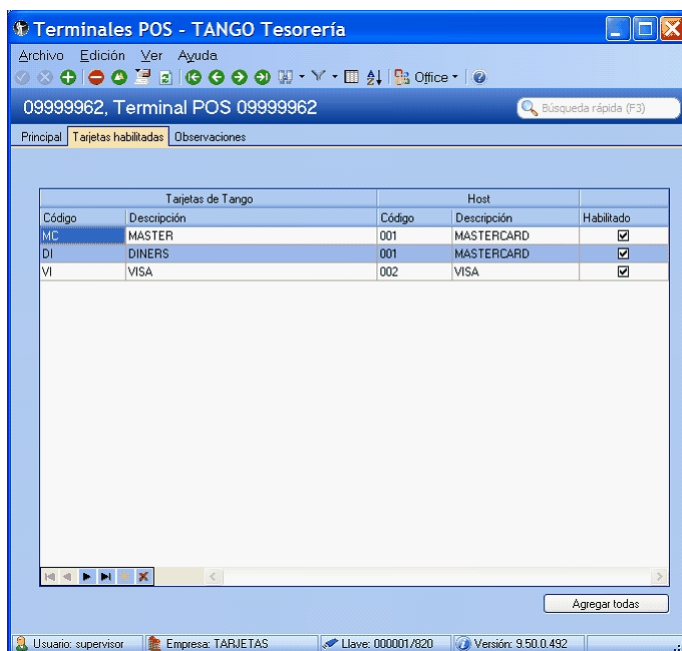 Terminales POS - TANGO Tesorería
Archivo Edición Ver Ayuda
Office
09999962, Terminal POS 09999962
Búsqueda rápida (F3)
Principal Tarjetas habilitadas Observaciones
Tarjetas de Tango Host
Código Descripción Código Descripción Habilitado
MC MASTER 001 MASTERCARD
DI DINERS 001 MASTERCARD
VI VISA 002 VISA
Agregar todas
Usuario: supervisor Empresa: TARJETAS Llave: 000001/820 Versión: 9.50.0.492